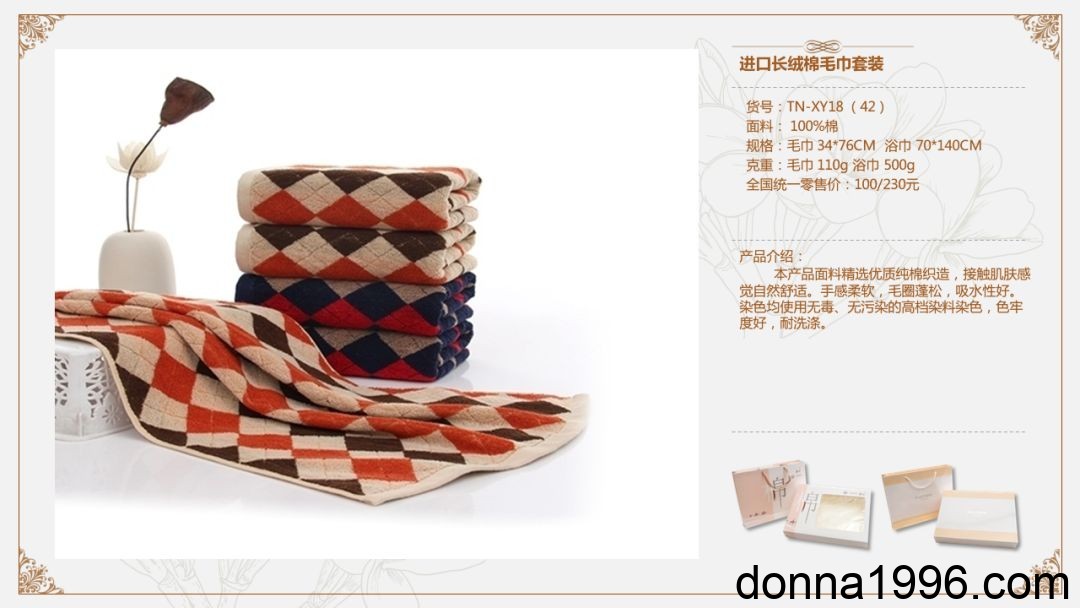 进口长绒棉毛巾套装
货号：TN-XY18（42）
面料： 100%棉
规格：毛巾 34*76CM 浴巾 70*140CM
克重：毛巾 110g 浴巾 500g
全国统一零售价：100/230元
产品介绍：
本产品面料精选优质纯棉织造，接触肌肤感
觉自然舒适。手感柔软，毛圈蓬松，吸水性好。
染色均使用无毒、无污染的高档染料染色，色牢
度好，耐洗涤。
帛
帛
donna1996.com